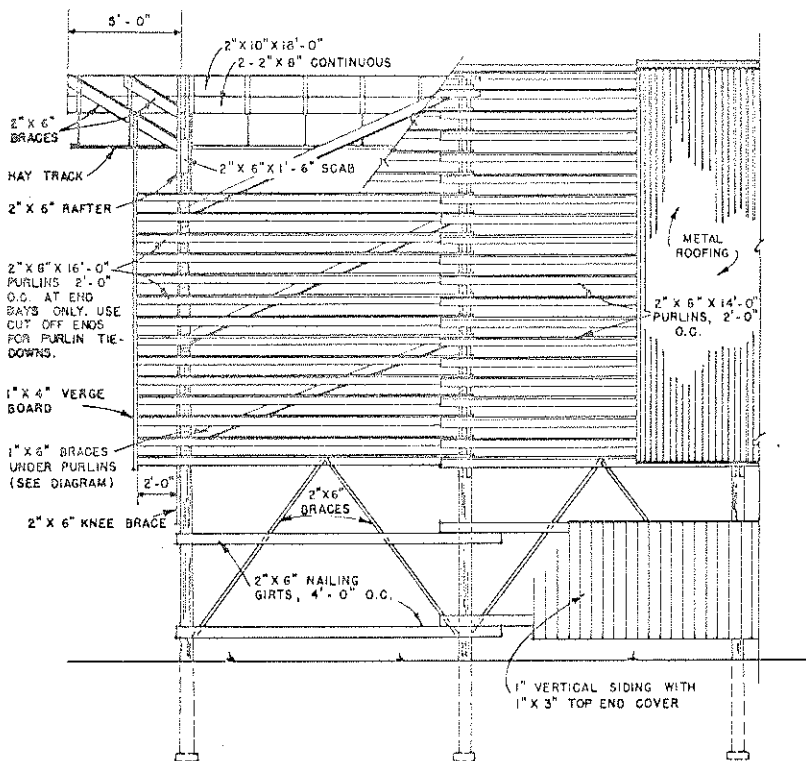 5'-0"
2"X10"X18'-0"
2-2"X8" CONTINUOUS
2"X 6"
BRACES
2"X 6"X 1'-6" SCAB
HAY TRACK
2"X 6" RAFTER
2"X 6"X 16'-0"
PURLINS 2'-0"
O.C. AT END
BAYS ONLY. USE
CUT OFF ENDS
FOR PURLIN TIE-
DOWNS.
METAL
ROOFING
2"X 6"X 14'-0"
PURLINS, 2'-0"
O.C.
1"X 4" VERGE
BOARD
1"X 6" BRACES
UNDER PURLINS
(SEE DIAGRAM)
2'-0"
2"X 6" KNEE BRACE
2"X6"
BRACES
2"X 6" NAILING
GIRTS, 4'-0" O.C.
1" VERTICAL SIDING WITH
1"X 3" TOP END COVER